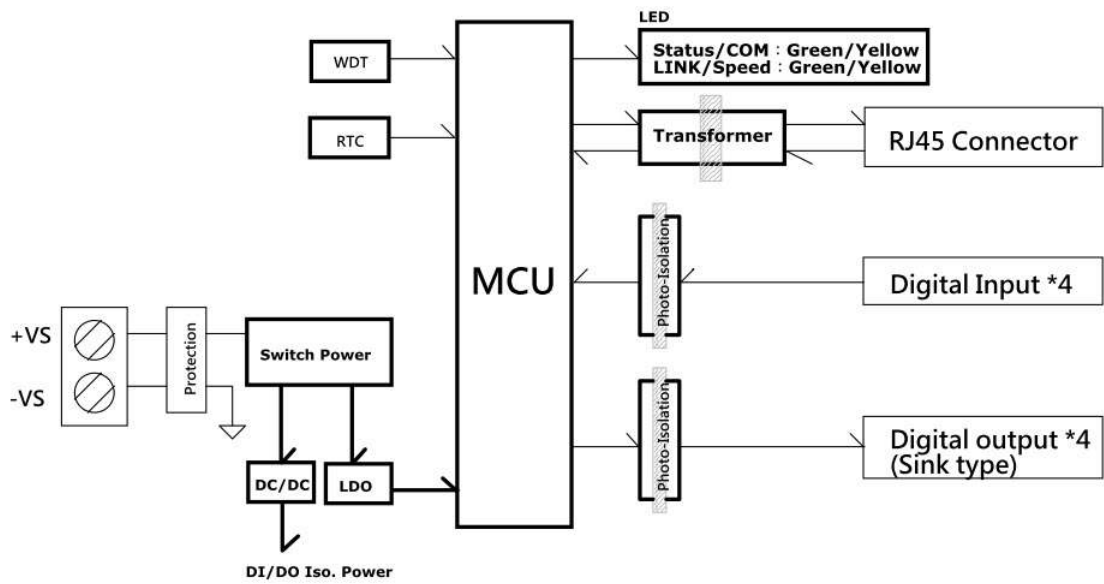 LED
Status/COM：Green/Yellow
LINK/Speed：Green/Yellow
WDT
RTC
Transformer
RJ45 Connector
MCU
Photo-Isolation
Digital Input *4
+VS
-VS
Protection
Switch Power
Photo-Isolation
Digital output *4
(Sink type)
DC/DC
LDO
DI/DO Iso. Power